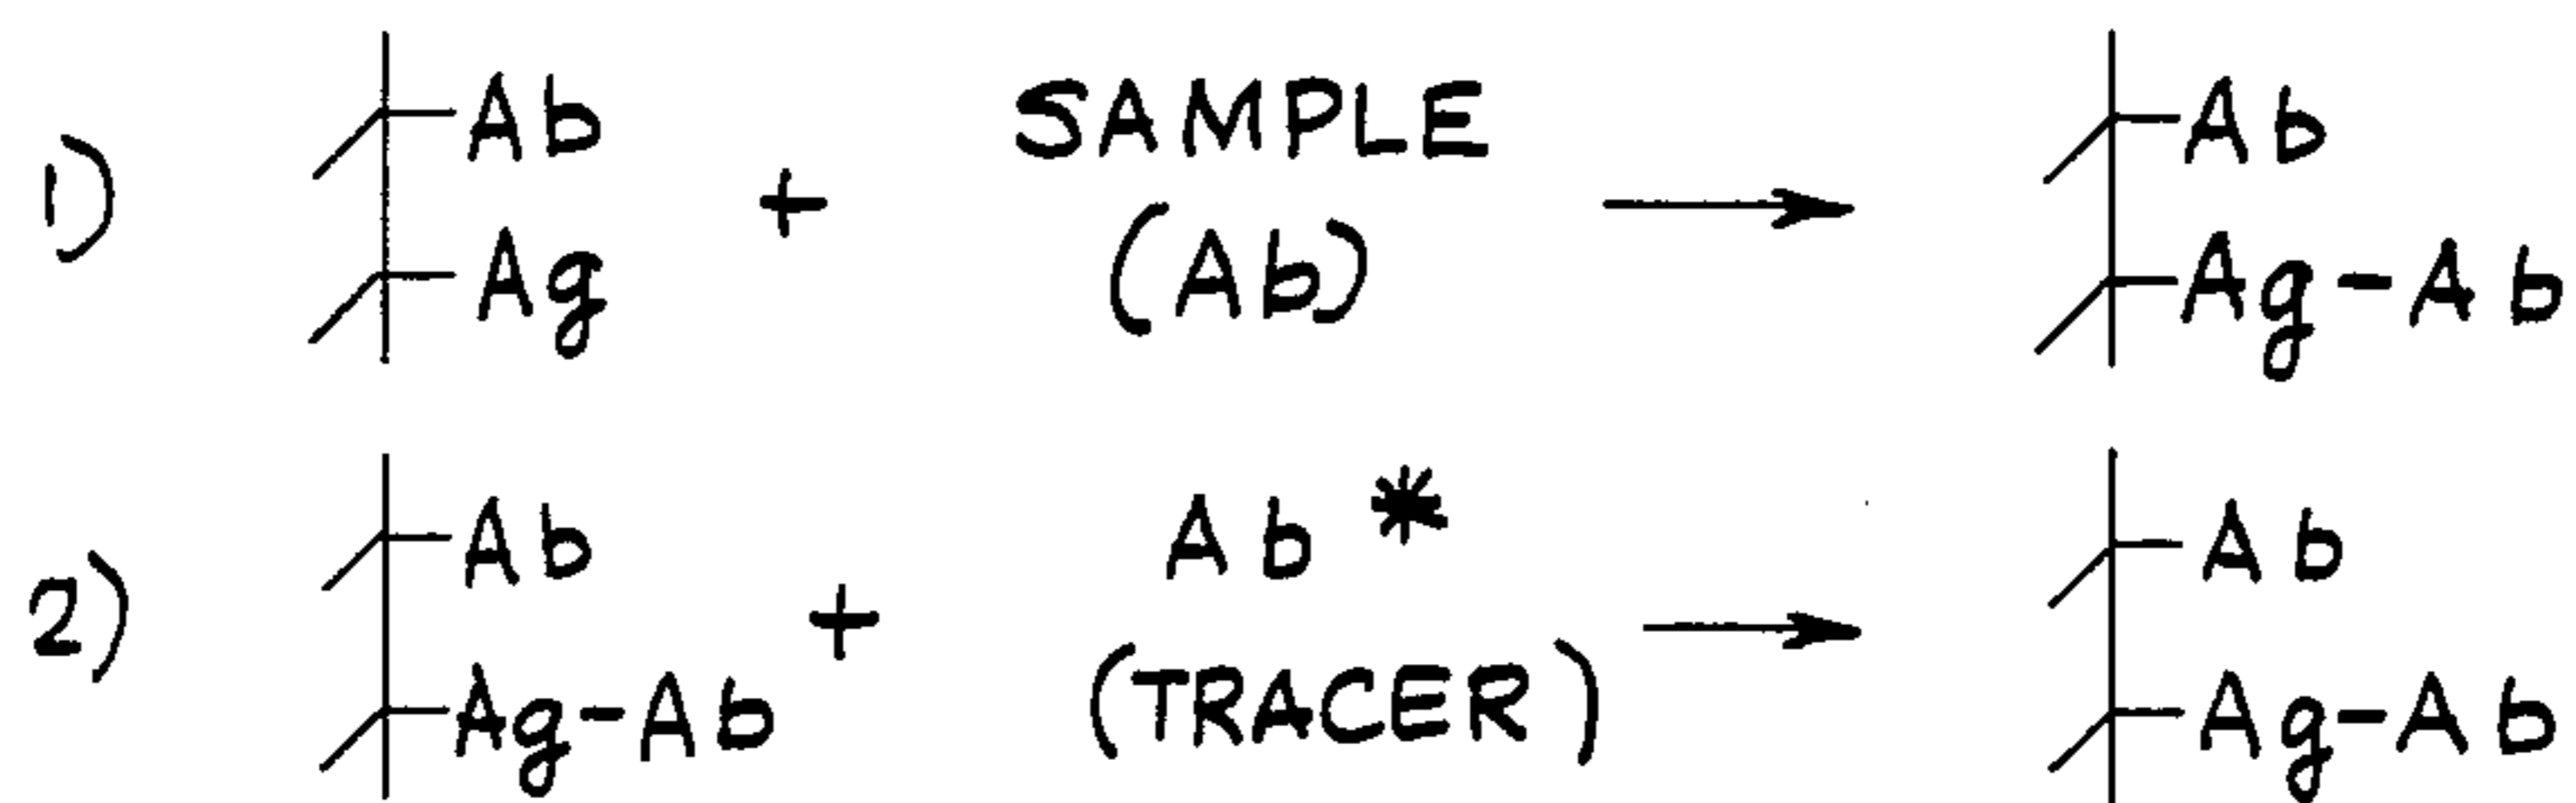 1) Ab + SAMPLE Ab
Ag (Ab) Ag-Ab
2) Ab + Ab * Ab
Ag-Ab (TRACER) Ag-Ab